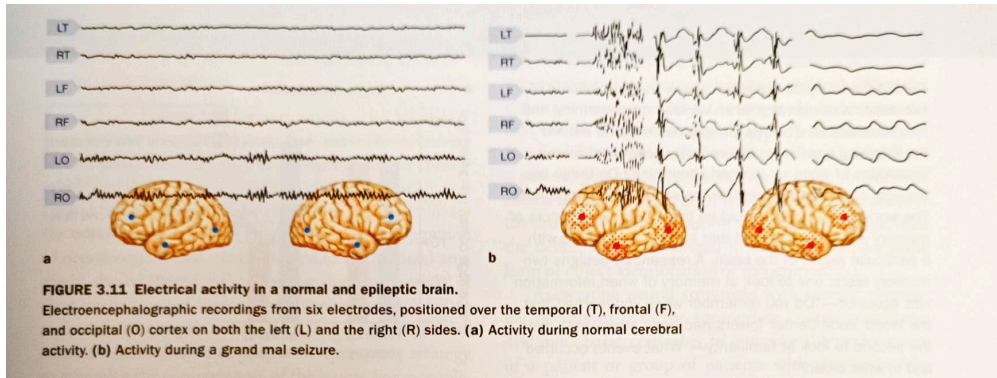 LT
RT
LF
RF
LO
RO
a
LT
RT
LF
RF
LO
RO
b
FIGURE 3.11 Electrical activity in a normal and epileptic brain.
Electroencephalographic recordings from six electrodes, positioned over the temporal (T), frontal (F),
and occipital (O) cortex on both the left (L) and the right (R) sides. (a) Activity during normal cerebral
activity. (b) Activity during a grand mal seizure.